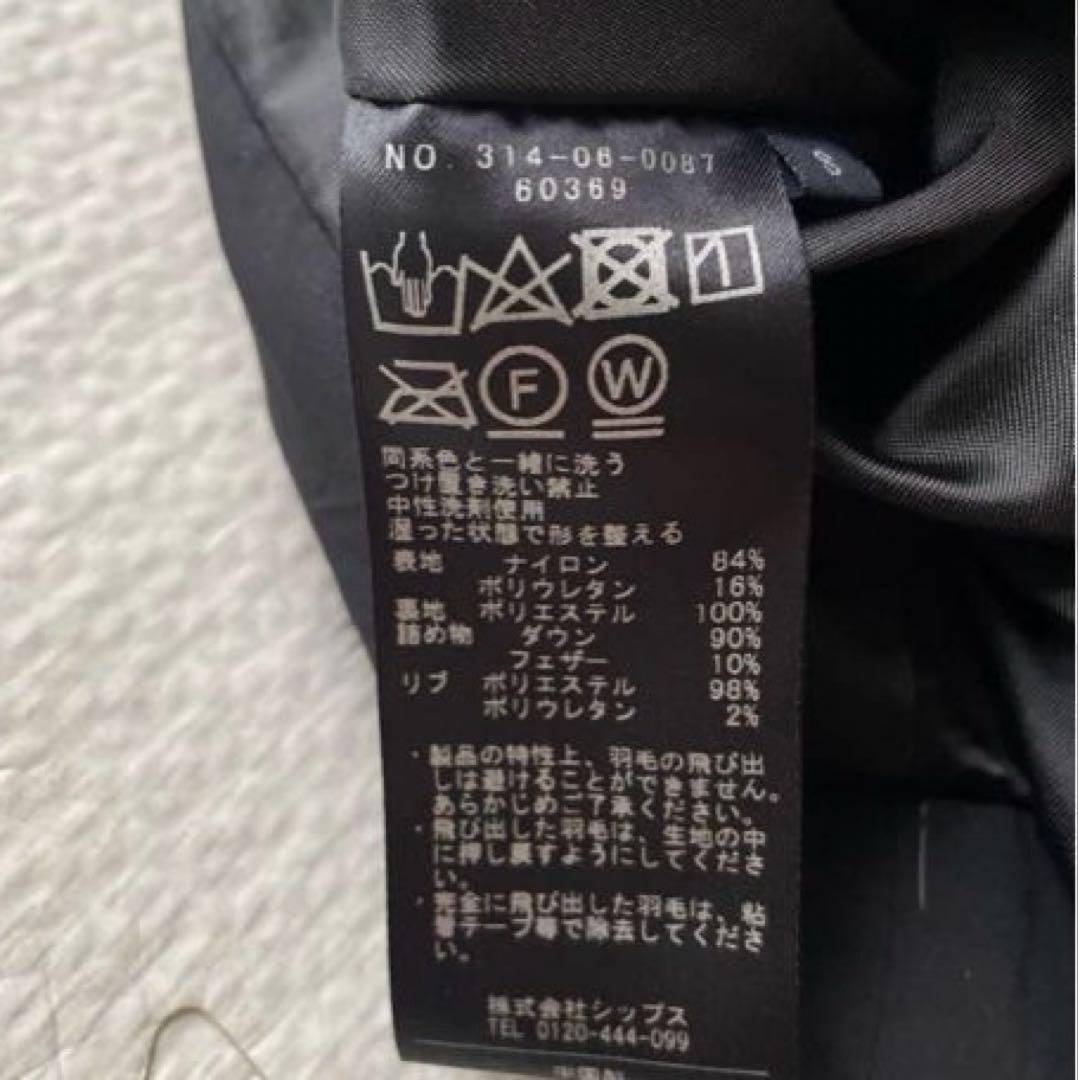 NO. 314-06-0087
60369
F W
同系色と一緒に洗う
つけ置き洗い禁止
中性洗剤使用
湿った状態で形を整える
表地 ナイロン 84%
ポリウレタン 16%
裏地 ポリエステル 100%
詰め物 ダウン 90%
フェザー 10%
リブ ポリエステル 98%
ポリウレタン 2%
・製品の特性上、羽毛の飛び出
しは避けることができません。
あらかじめご了承ください。
・飛び出した羽毛は、生地の中
に押し戻すようにしてくださ
い。
・完全に飛び出した羽毛は、粘
着テープ等で除去してくださ
い。
株式会社シップス
TEL 0120-444-099